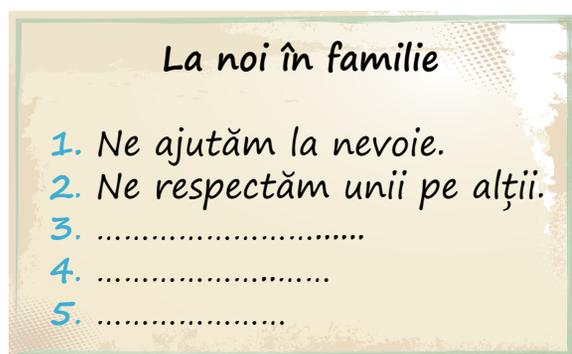 La noi în familie
1. Ne ajutăm la nevoie.
2. Ne respectăm unii pe alții.
3. ..............................
4. ..........................
5. .....................